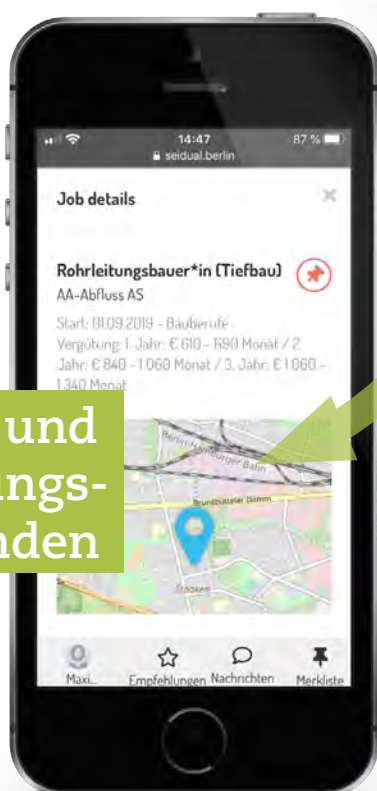 14:47
87 %
seidual.berlin
Job details
Rohrleitungsbauer*in (Tiefbau)
AA-Abfluss AS
Start: 01.09.2019 - Bauberufe
Vergütung: 1. Jahr: € 610 - 690 Monat / 2.
Jahr: € 840 - 1 060 Monat / 3. Jahr: € 1 060 -
1 340 Monat
und
ungs-
nden
Berlin-Hamburger Bahn
Brunsbütteler Damm
Staaken
Maxi...
Empfehlungen
Nachrichten
Merkliste